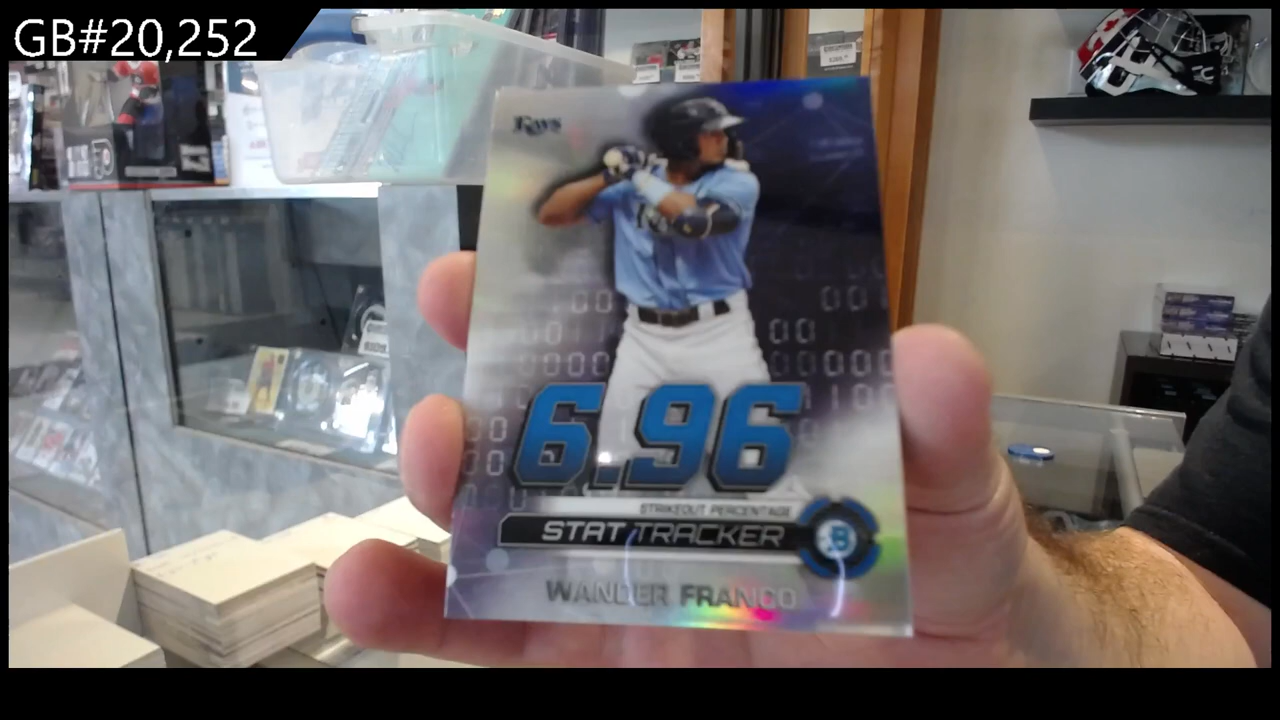 GB#20,252
Rays
6.96
STRIKEOUT PERCENTAGE
STAT TRACKER
B
WANDER FRANCO